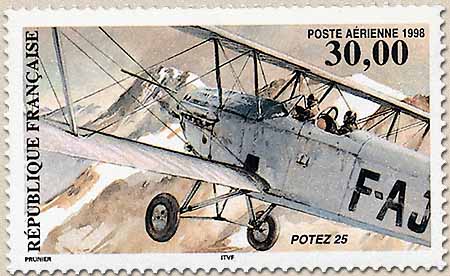 POSTE AÉRIENNE 1998
30,00
RÉPUBLIQUE FRANÇAISE
F-AJ
POTEZ 25
PRUNIER
ITVF